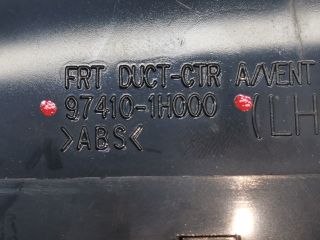 FRT DUCT-CTR A/VENT
97410-1H000 (LH
>ABS<